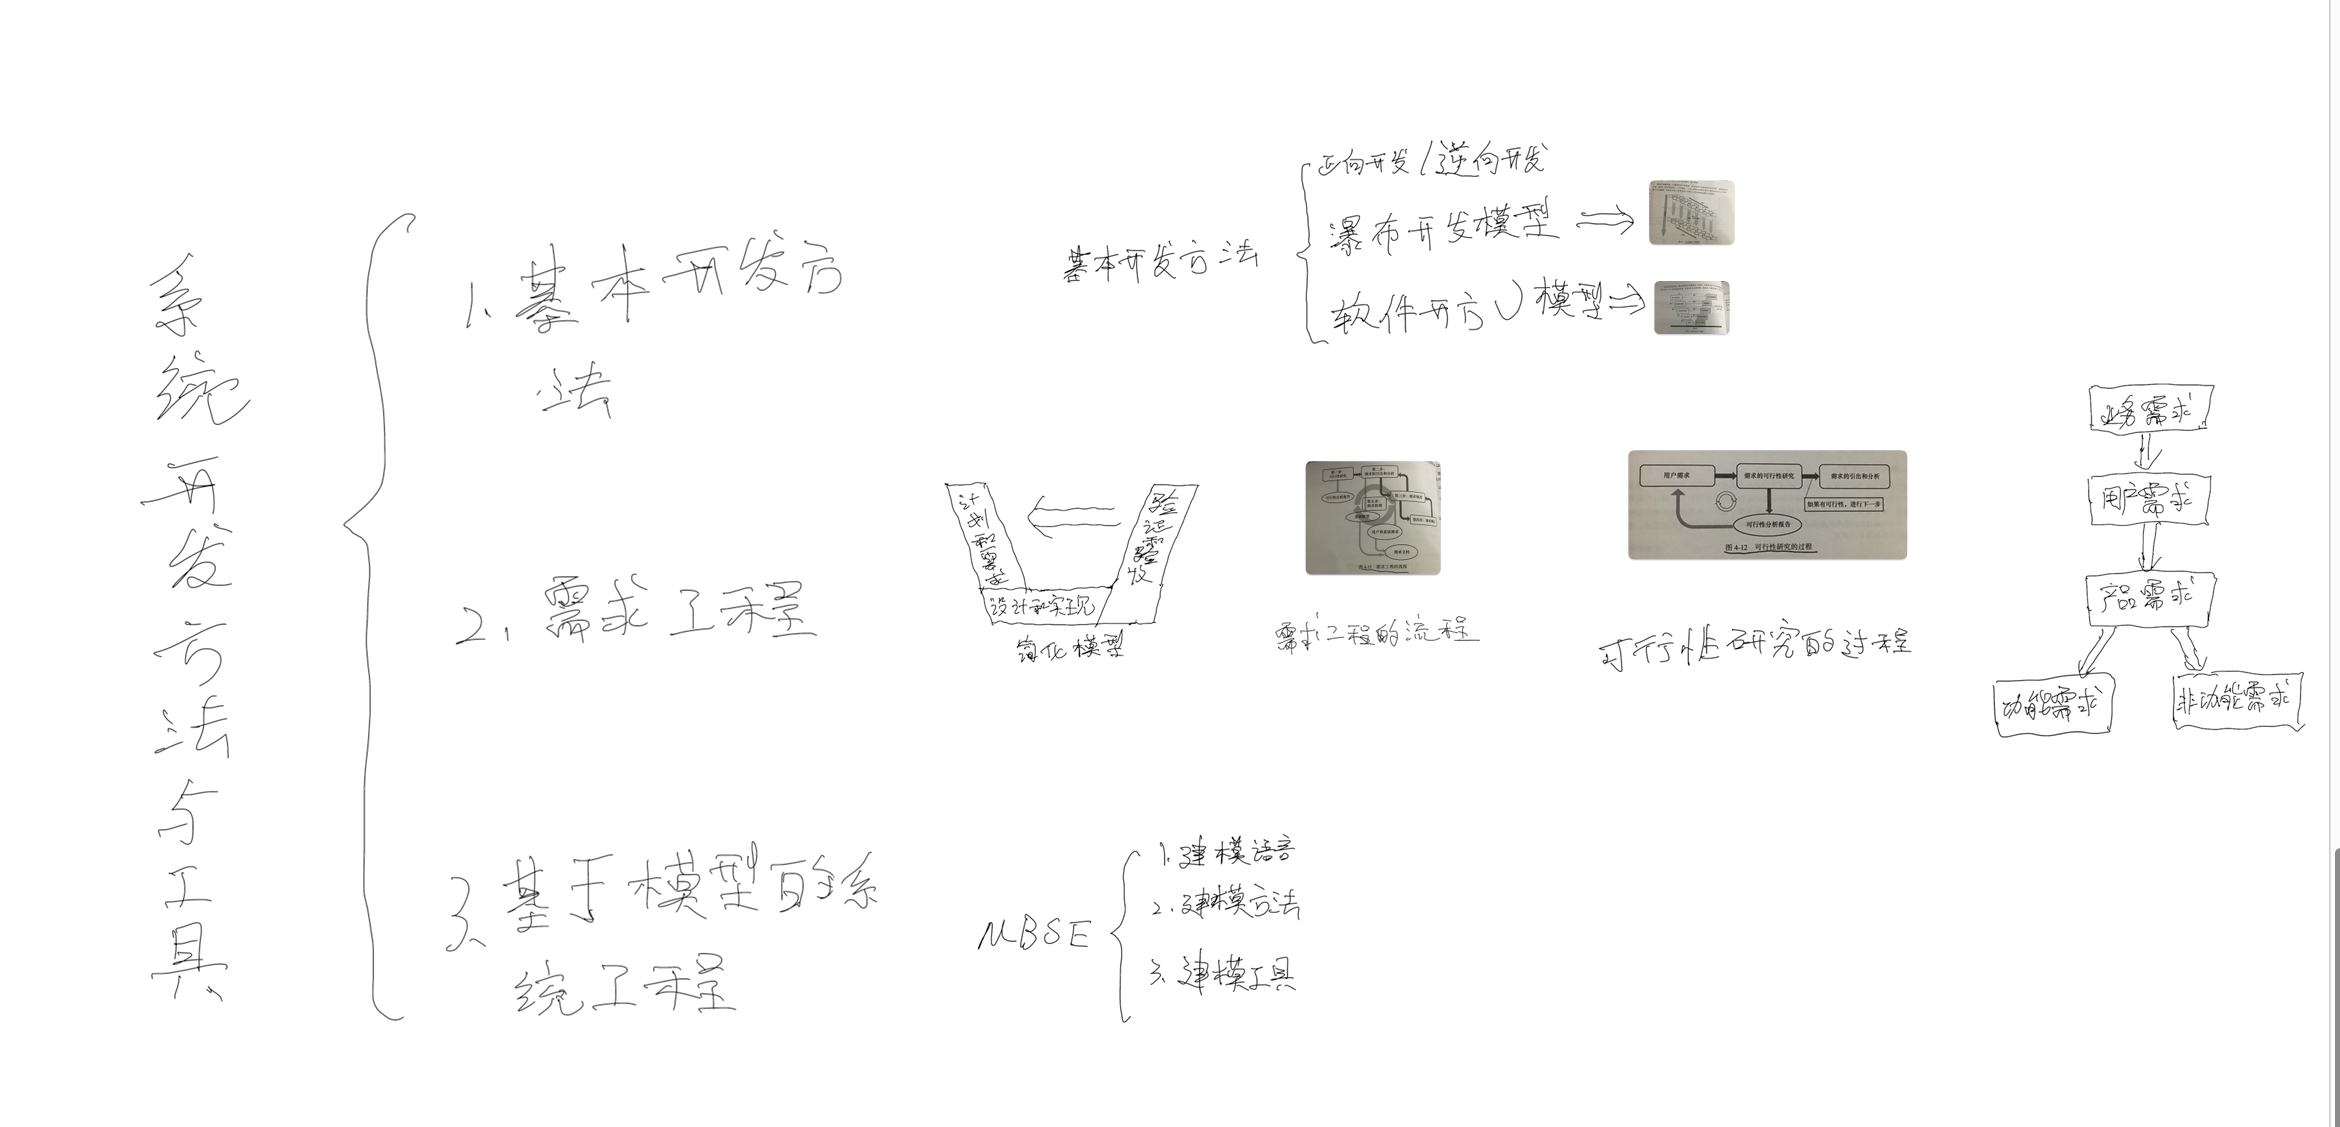 系统开发方法与工具
1. 基本开发方
法
2. 需求工程
3. 基于模型的系
统工程
基本开发方法
正向开发/逆向开发
瀑布开发模型
软件开方V模型
计划和需求
设计和实现
验证和验收
简化模型
需求工程的流程
用户需求
需求的可行性研究
需求的引出和分析
如果有可行性,进行下一步
可行性分析报告
图 4-12 可行性研究的过程
可行性研究的过程
业务需求
用户需求
产品需求
功能需求
非功能需求
MBSE
1. 建模语言
2. 建模方法
3. 建模工具